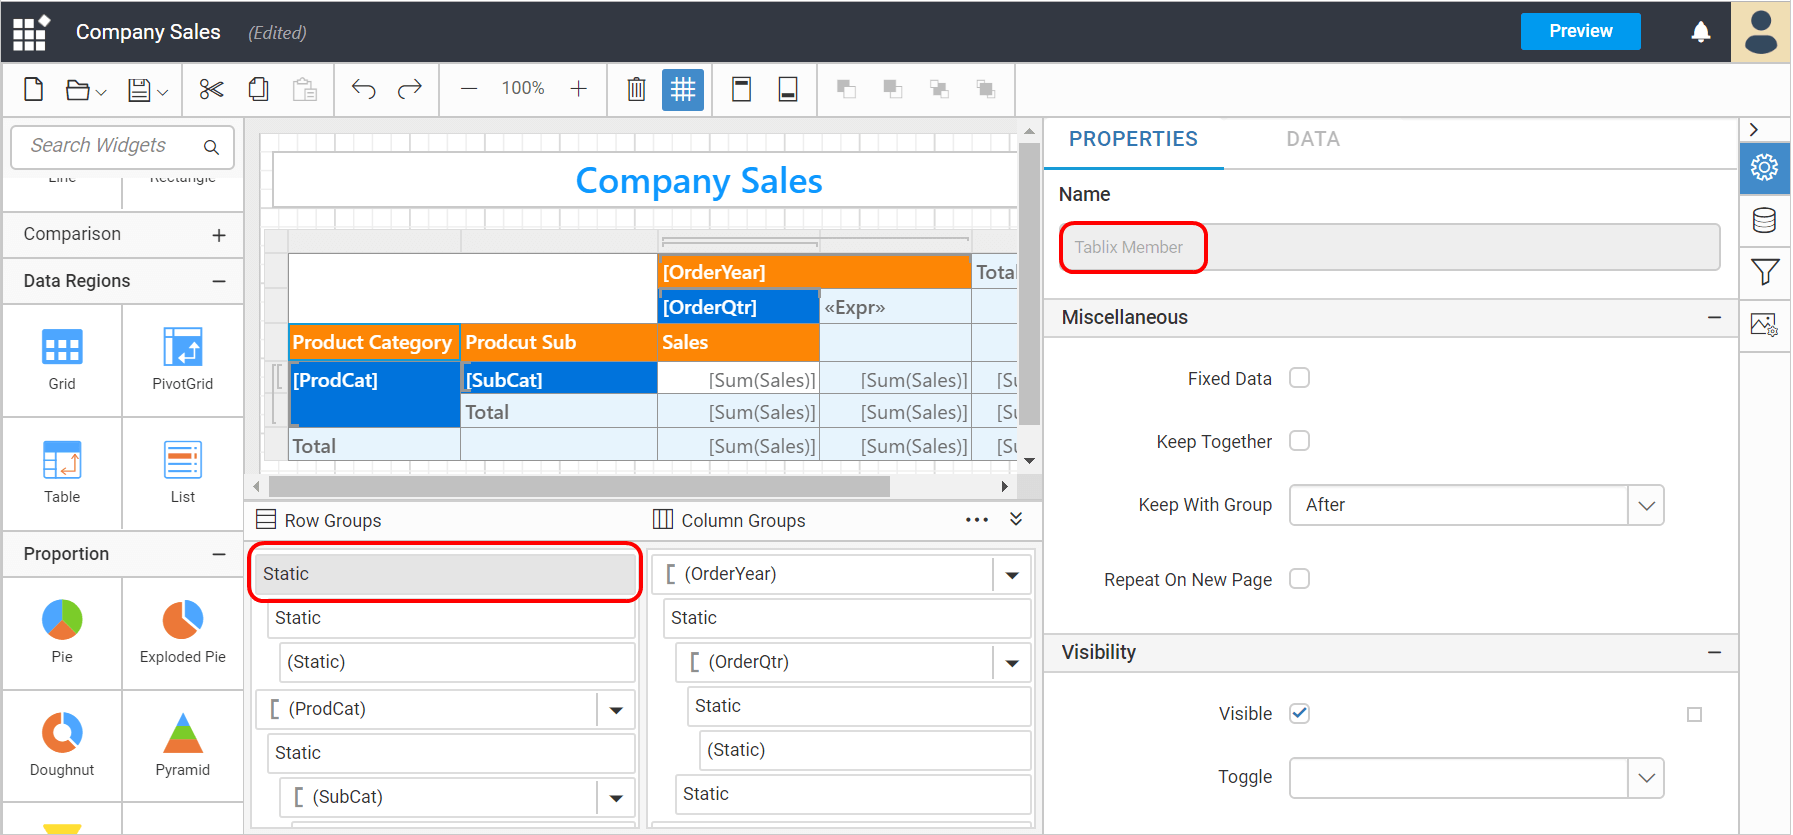 Company Sales (Edited) Preview
100%
Search Widgets
Line Rectangle
Comparison
Data Regions
Grid PivotGrid
Table List
Proportion
Pie Exploded Pie
Doughnut Pyramid
Company Sales
[OrderYear] Total
[OrderQtr] «Expr»
Product Category Prodcut Sub Sales
[ProdCat] [SubCat] [Sum(Sales)] [Sum(Sales)] [Su
Total [Sum(Sales)] [Sum(Sales)] [Su
Total [Sum(Sales)] [Sum(Sales)] [Su
Row Groups
Static
Static
(Static)
(ProdCat)
Static
(SubCat)
Column Groups
(OrderYear)
Static
(OrderQtr)
Static
(Static)
Static
PROPERTIES DATA
Name
Tablix Member
Miscellaneous
Fixed Data
Keep Together
Keep With Group After
Repeat On New Page
Visibility
Visible
Toggle